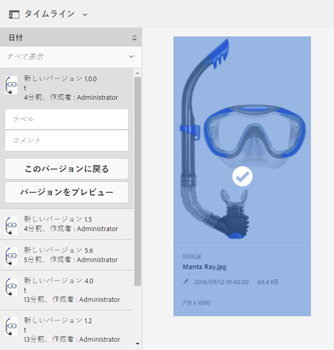 タイムライン
日付
すべて表示
新しいバージョン 1.0.0
t
4分前、作成者 : Administrator
ラベル
コメント
このバージョンに戻る
バージョンをプレビュー
新しいバージョン 1.5
4分前、作成者 : Administrator
新しいバージョン 5.6
5分前、作成者 : Administrator
新しいバージョン 4.0
t
13分前、作成者 : Administrator
新しいバージョン 1.2
t
13分前、作成者 : Administrator
IMAGE
Manta Ray.jpg
2016/09/12 18:48:00 68.4 KB
718 x 1080